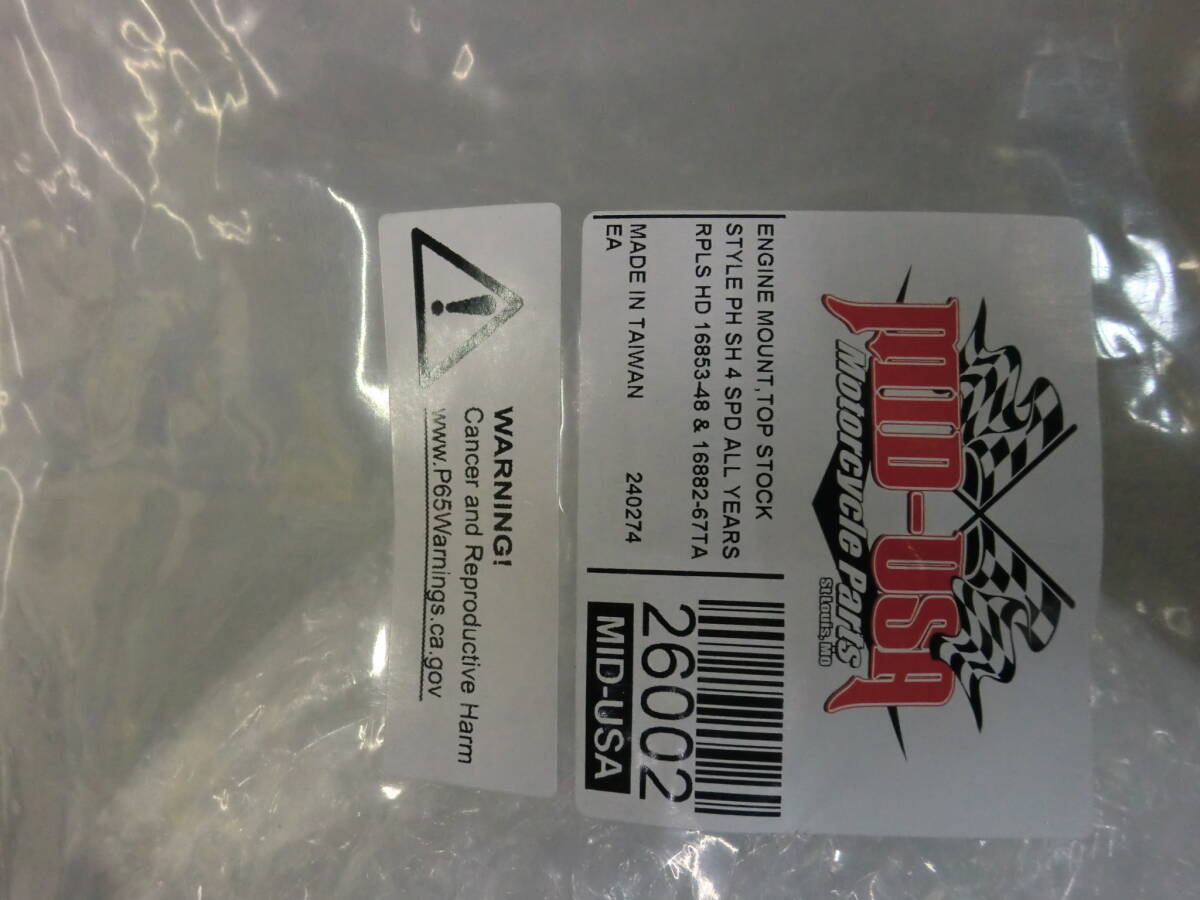 MID-USA
Motorcycle Parts
St Louis, MO
ENGINE MOUNT,TOP STOCK
STYLE PH SH 4 SPD ALL YEARS
RPLS HD 16853-48 & 16882-67TA
MADE IN TAIWAN 240274
EA
26002
MID-USA
WARNING!
Cancer and Reproductive Harm
www.P65Warnings.ca.gov